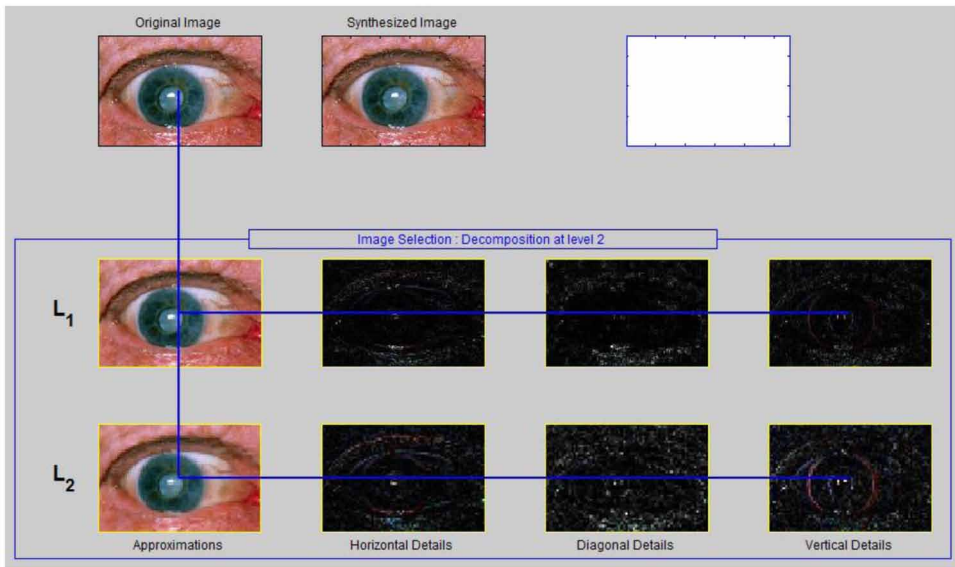 Original Image
Synthesized Image
Image Selection : Decomposition at level 2
L1
L2
Approximations
Horizontal Details
Diagonal Details
Vertical Details